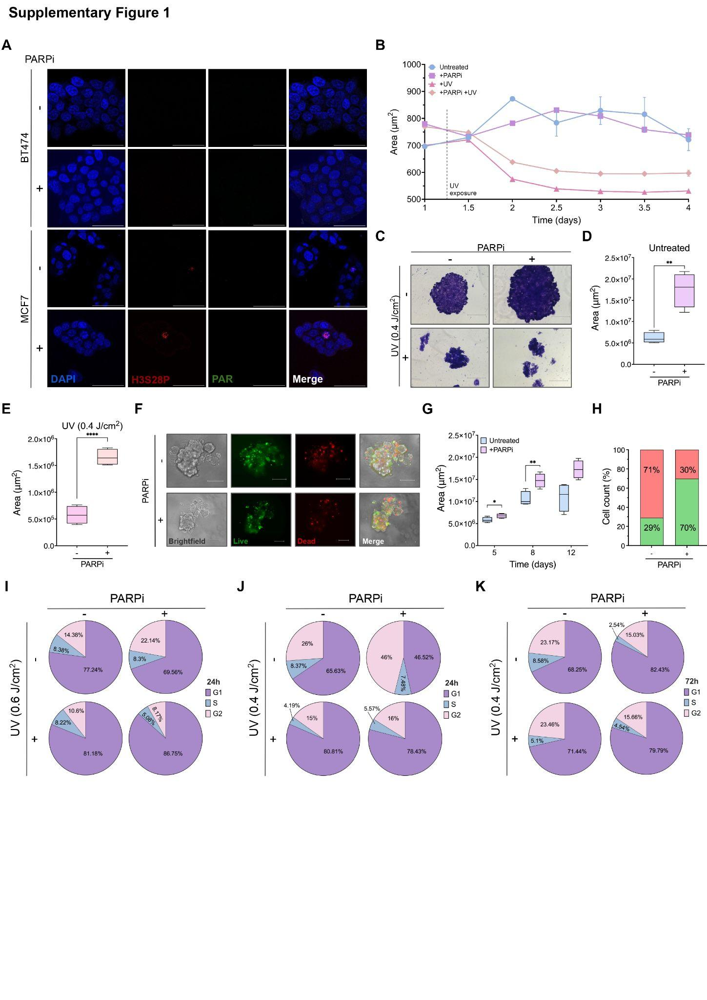 Supplementary Figure 1
A
PARPi
BT474
-
+
MCF7
-
+
DAPI
H3S28P
PAR
Merge
B
Untreated
+PARPi
+UV
+PARPi +UV
Area (µm²)
1000
900
800
700
600
500
UV
exposure
1 1.5 2 2.5 3 3.5 4
Time (days)
C
PARPi
- +
UV (0.4 J/cm²)
-
+
D
Untreated
**
Area (µm²)
2.5×10⁷
2.0×10⁷
1.5×10⁷
1.0×10⁷
5.0×10⁶
0.0
- +
PARPi
E
UV (0.4 J/cm²)
****
Area (µm²)
2.0×10⁶
1.5×10⁶
1.0×10⁶
5.0×10⁵
0.0
- +
PARPi
F
PARPi
-
+
Brightfield
Live
Dead
Merge
G
Untreated
+PARPi
Area (µm²)
2.5×10⁷
2.0×10⁷
1.5×10⁷
1.0×10⁷
5.0×10⁶
0.0
*
**
5 8 12
Time (days)
H
Cell count (%)
100
80
60
40
20
0
71% 30%
29% 70%
- +
PARPi
I
PARPi
- +
UV (0.6 J/cm²)
-
+
14.38%
8.38%
77.24%
22.14%
8.3%
69.56%
10.6%
8.22%
81.18%
8.17%
5.08%
86.75%
24h
G1
S
G2
J
PARPi
- +
UV (0.4 J/cm²)
-
+
26%
8.37%
65.63%
46%
46.52%
7.48%
4.19%
15%
80.81%
5.57%
16%
78.43%
24h
G1
S
G2
K
PARPi
- +
UV (0.4 J/cm²)
-
+
23.17%
8.58%
68.25%
2.54%
15.03%
82.43%
23.46%
5.1%
71.44%
15.66%
4.54%
79.79%
72h
G1
S
G2